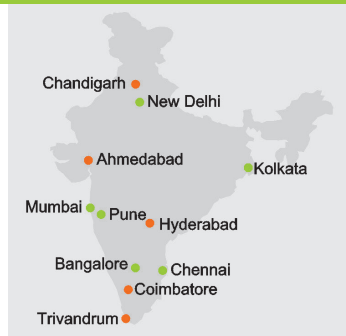 Chandigarh
New Delhi
Ahmedabad
Kolkata
Mumbai
Pune
Hyderabad
Bangalore
Chennai
Coimbatore
Trivandrum